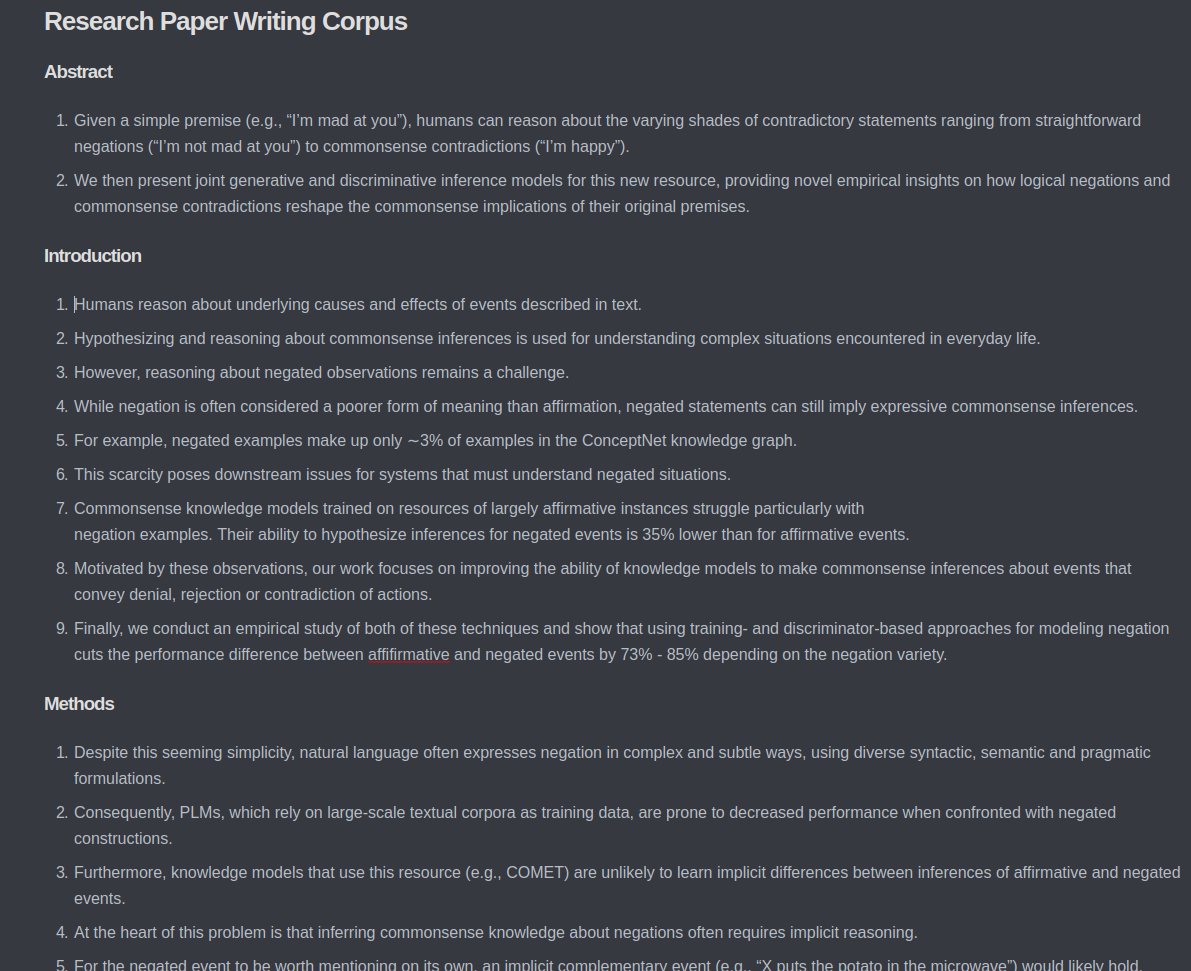 Research Paper Writing Corpus
Abstract
1. Given a simple premise (e.g., “I’m mad at you”), humans can reason about the varying shades of contradictory statements ranging from straightforward
negations (“I’m not mad at you”) to commonsense contradictions (“I’m happy”).
2. We then present joint generative and discriminative inference models for this new resource, providing novel empirical insights on how logical negations and
commonsense contradictions reshape the commonsense implications of their original premises.
Introduction
1. Humans reason about underlying causes and effects of events described in text.
2. Hypothesizing and reasoning about commonsense inferences is used for understanding complex situations encountered in everyday life.
3. However, reasoning about negated observations remains a challenge.
4. While negation is often considered a poorer form of meaning than affirmation, negated statements can still imply expressive commonsense inferences.
5. For example, negated examples make up only ∼3% of examples in the ConceptNet knowledge graph.
6. This scarcity poses downstream issues for systems that must understand negated situations.
7. Commonsense knowledge models trained on resources of largely affirmative instances struggle particularly with
negation examples. Their ability to hypothesize inferences for negated events is 35% lower than for affirmative events.
8. Motivated by these observations, our work focuses on improving the ability of knowledge models to make commonsense inferences about events that
convey denial, rejection or contradiction of actions.
9. Finally, we conduct an empirical study of both of these techniques and show that using training- and discriminator-based approaches for modeling negation
cuts the performance difference between affifirmative and negated events by 73% - 85% depending on the negation variety.
Methods
1. Despite this seeming simplicity, natural language often expresses negation in complex and subtle ways, using diverse syntactic, semantic and pragmatic
formulations.
2. Consequently, PLMs, which rely on large-scale textual corpora as training data, are prone to decreased performance when confronted with negated
constructions.
3. Furthermore, knowledge models that use this resource (e.g., COMET) are unlikely to learn implicit differences between inferences of affirmative and negated
events.
4. At the heart of this problem is that inferring commonsense knowledge about negations often requires implicit reasoning.
5. For the negated event to be worth mentioning on its own, an implicit complementary event (e.g., “X puts the potato in the microwave”) would likely hold.